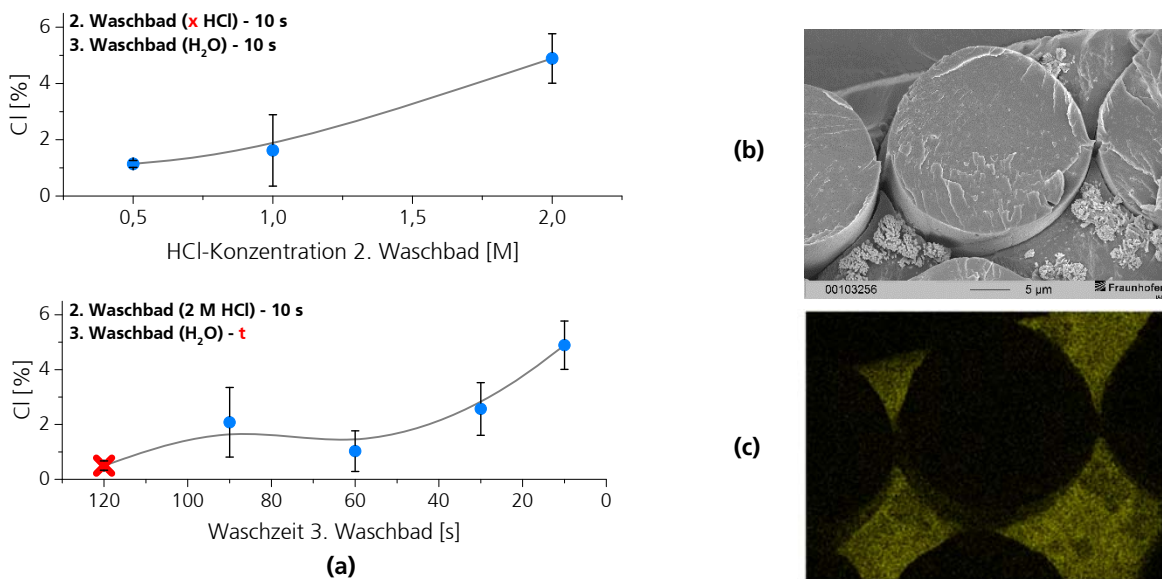 2. Waschbad (x HCl) - 10 s
3. Waschbad (H₂O) - 10 s
Cl [%]
6
4
2
0
0,5
1,0
1,5
2,0
HCl-Konzentration 2. Waschbad [M]
2. Waschbad (2 M HCl) - 10 s
3. Waschbad (H₂O) - t
Cl [%]
6
4
2
0
120
100
80
60
40
20
0
Waschzeit 3. Waschbad [s]
(a)
(b)
00103256
5 µm
Fraunhofer
(c)